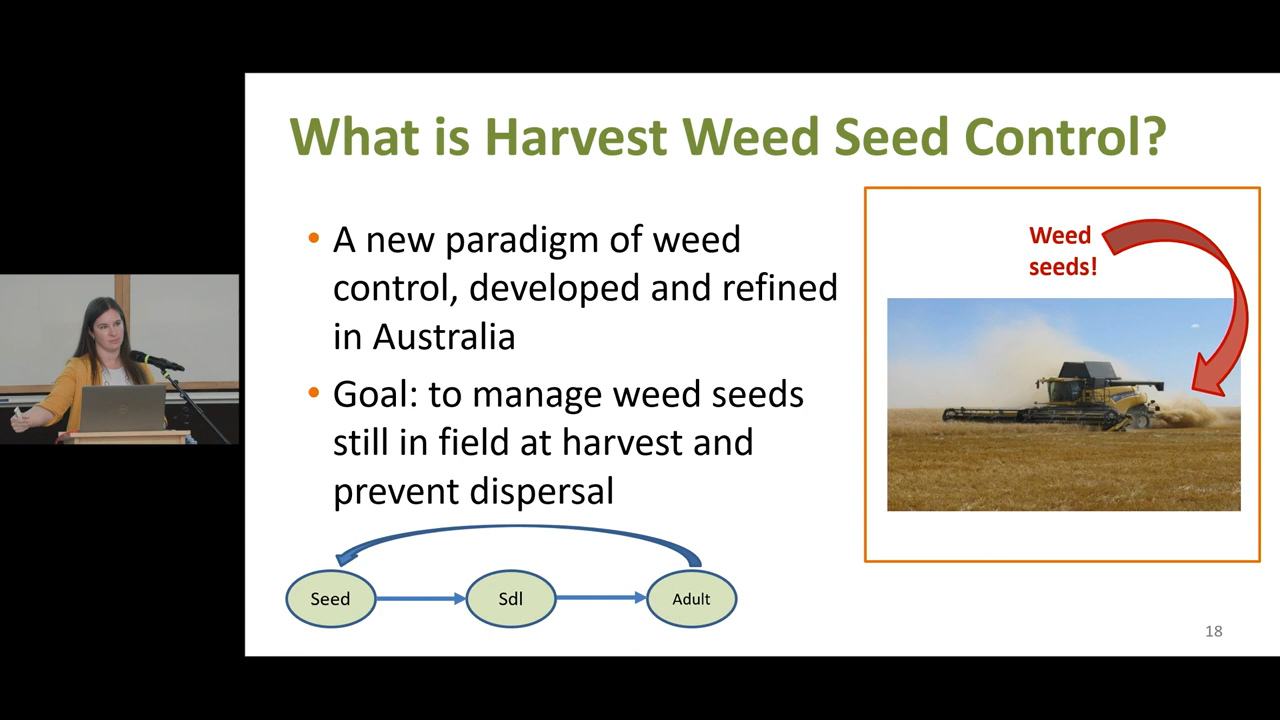 What is Harvest Weed Seed Control?
• A new paradigm of weed
control, developed and refined
in Australia
• Goal: to manage weed seeds
still in field at harvest and
prevent dispersal
Weed
seeds!
Seed
Sdl
Adult
18